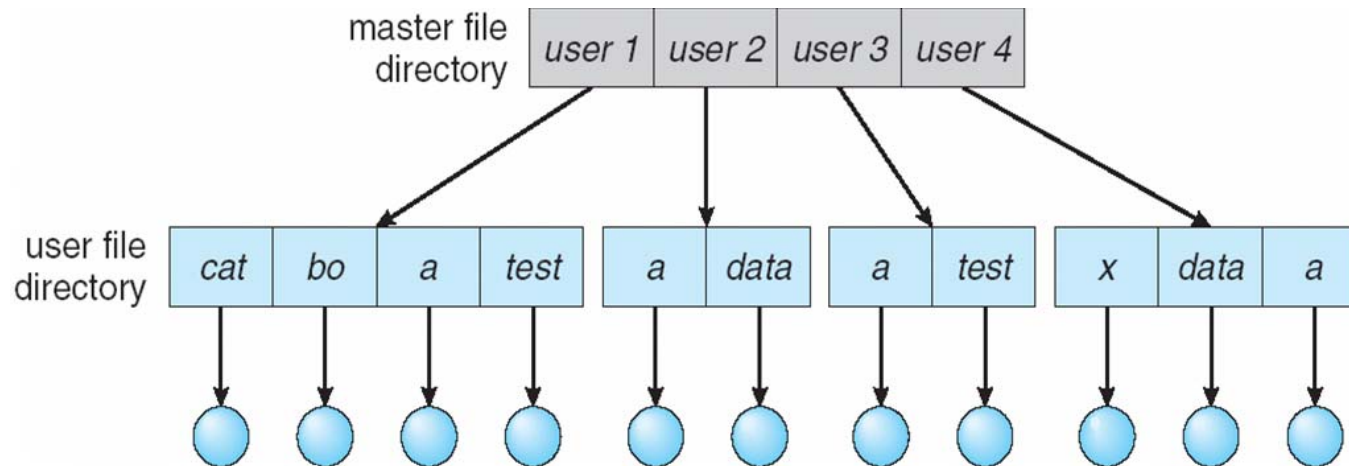 master file
directory
user 1 user 2 user 3 user 4
user file
directory
cat bo a test a data a test x data a